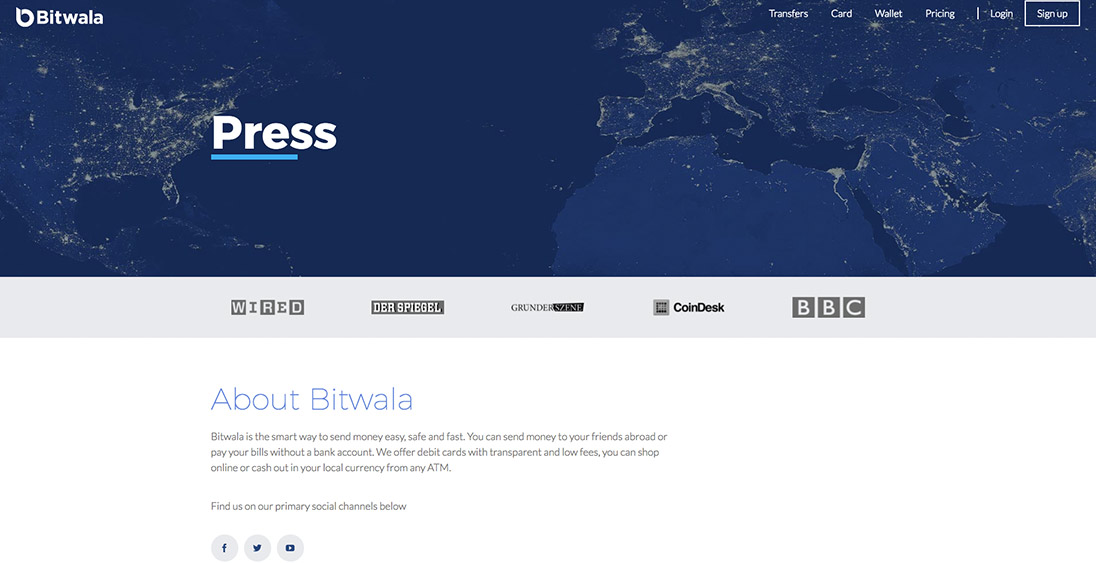 Bitwala
Transfers Card Wallet Pricing | Login Sign up
Press
WIRED DER SPIEGEL GRÜNDERSZENE CoinDesk BBC
About Bitwala
Bitwala is the smart way to send money easy, safe and fast. You can send money to your friends abroad or
pay your bills without a bank account. We offer debit cards with transparent and low fees, you can shop
online or cash out in your local currency from any ATM.
Find us on our primary social channels below